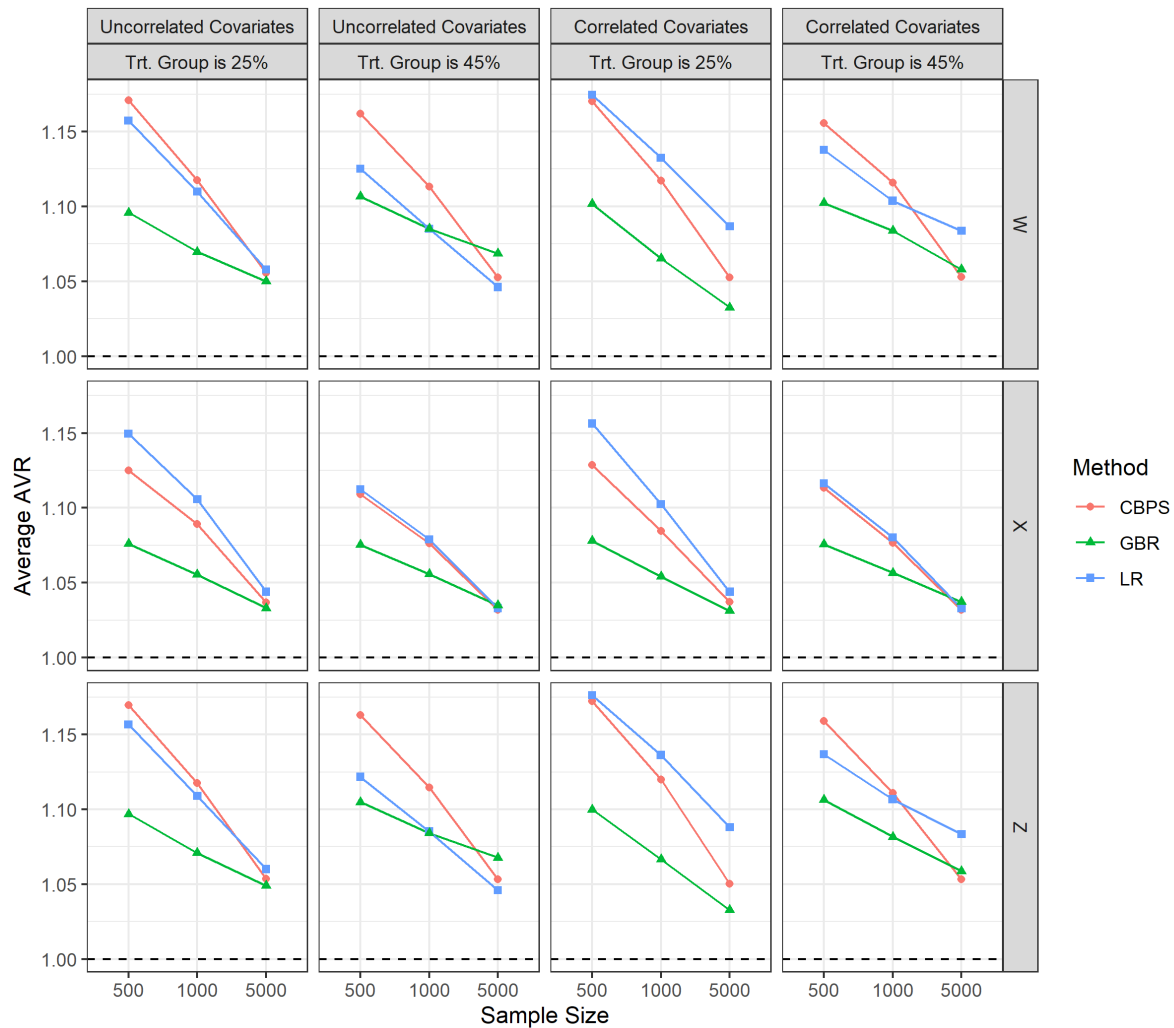 Uncorrelated Covariates Uncorrelated Covariates Correlated Covariates Correlated Covariates
Trt. Group is 25% Trt. Group is 45% Trt. Group is 25% Trt. Group is 45%
1.15
1.10
1.05
1.00
W
1.15
1.10
1.05
1.00
X
1.15
1.10
1.05
1.00
Z
Average AVR
500 1000 5000 500 1000 5000 500 1000 5000 500 1000 5000
Sample Size
Method
CBPS
GBR
LR